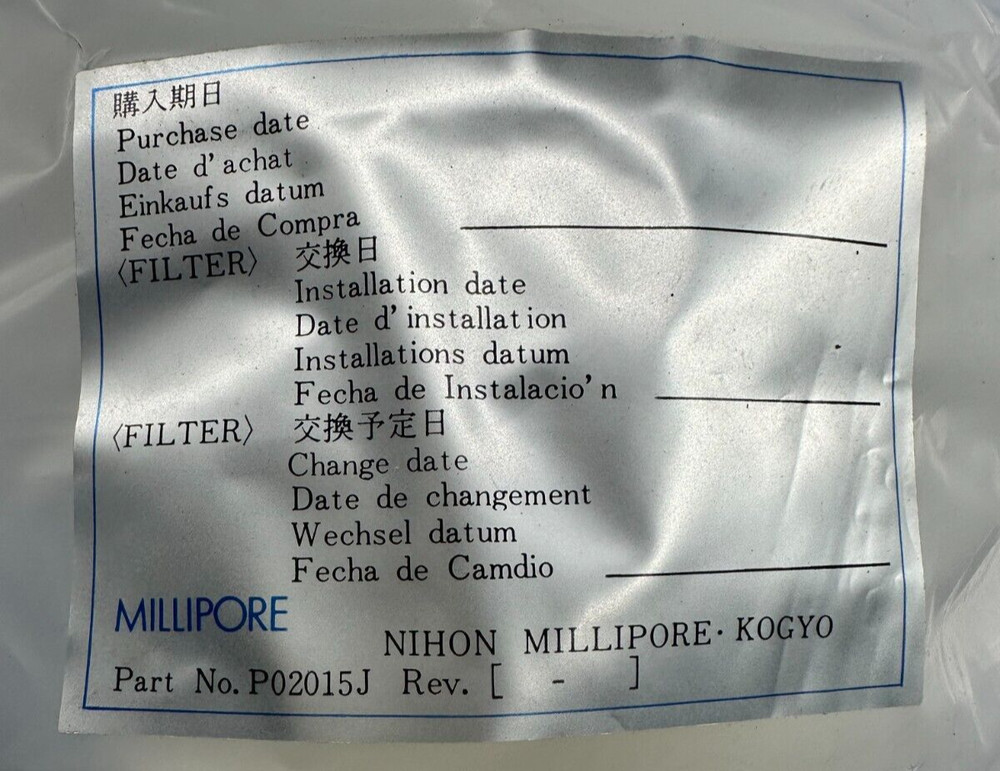 購入期日
Purchase date
Date d'achat
Einkaufs datum
Fecha de Compra
〈FILTER〉 交換日
Installation date
Date d'installation
Installations datum
Fecha de Instalacio'n
〈FILTER〉 交換予定日
Change date
Date de changement
Wechsel datum
Fecha de Camdio
MILLIPORE
NIHON MILLIPORE・KOGYO
Part No. P02015J Rev. [ - ]